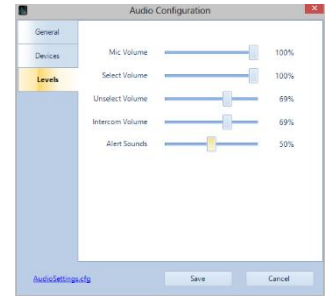 Audio Configuration
General
Devices
Levels
Mic Volume 100%
Select Volume 100%
Unselect Volume 69%
Intercom Volume 69%
Alert Sounds 50%
AudioSettings.cfg Save Cancel